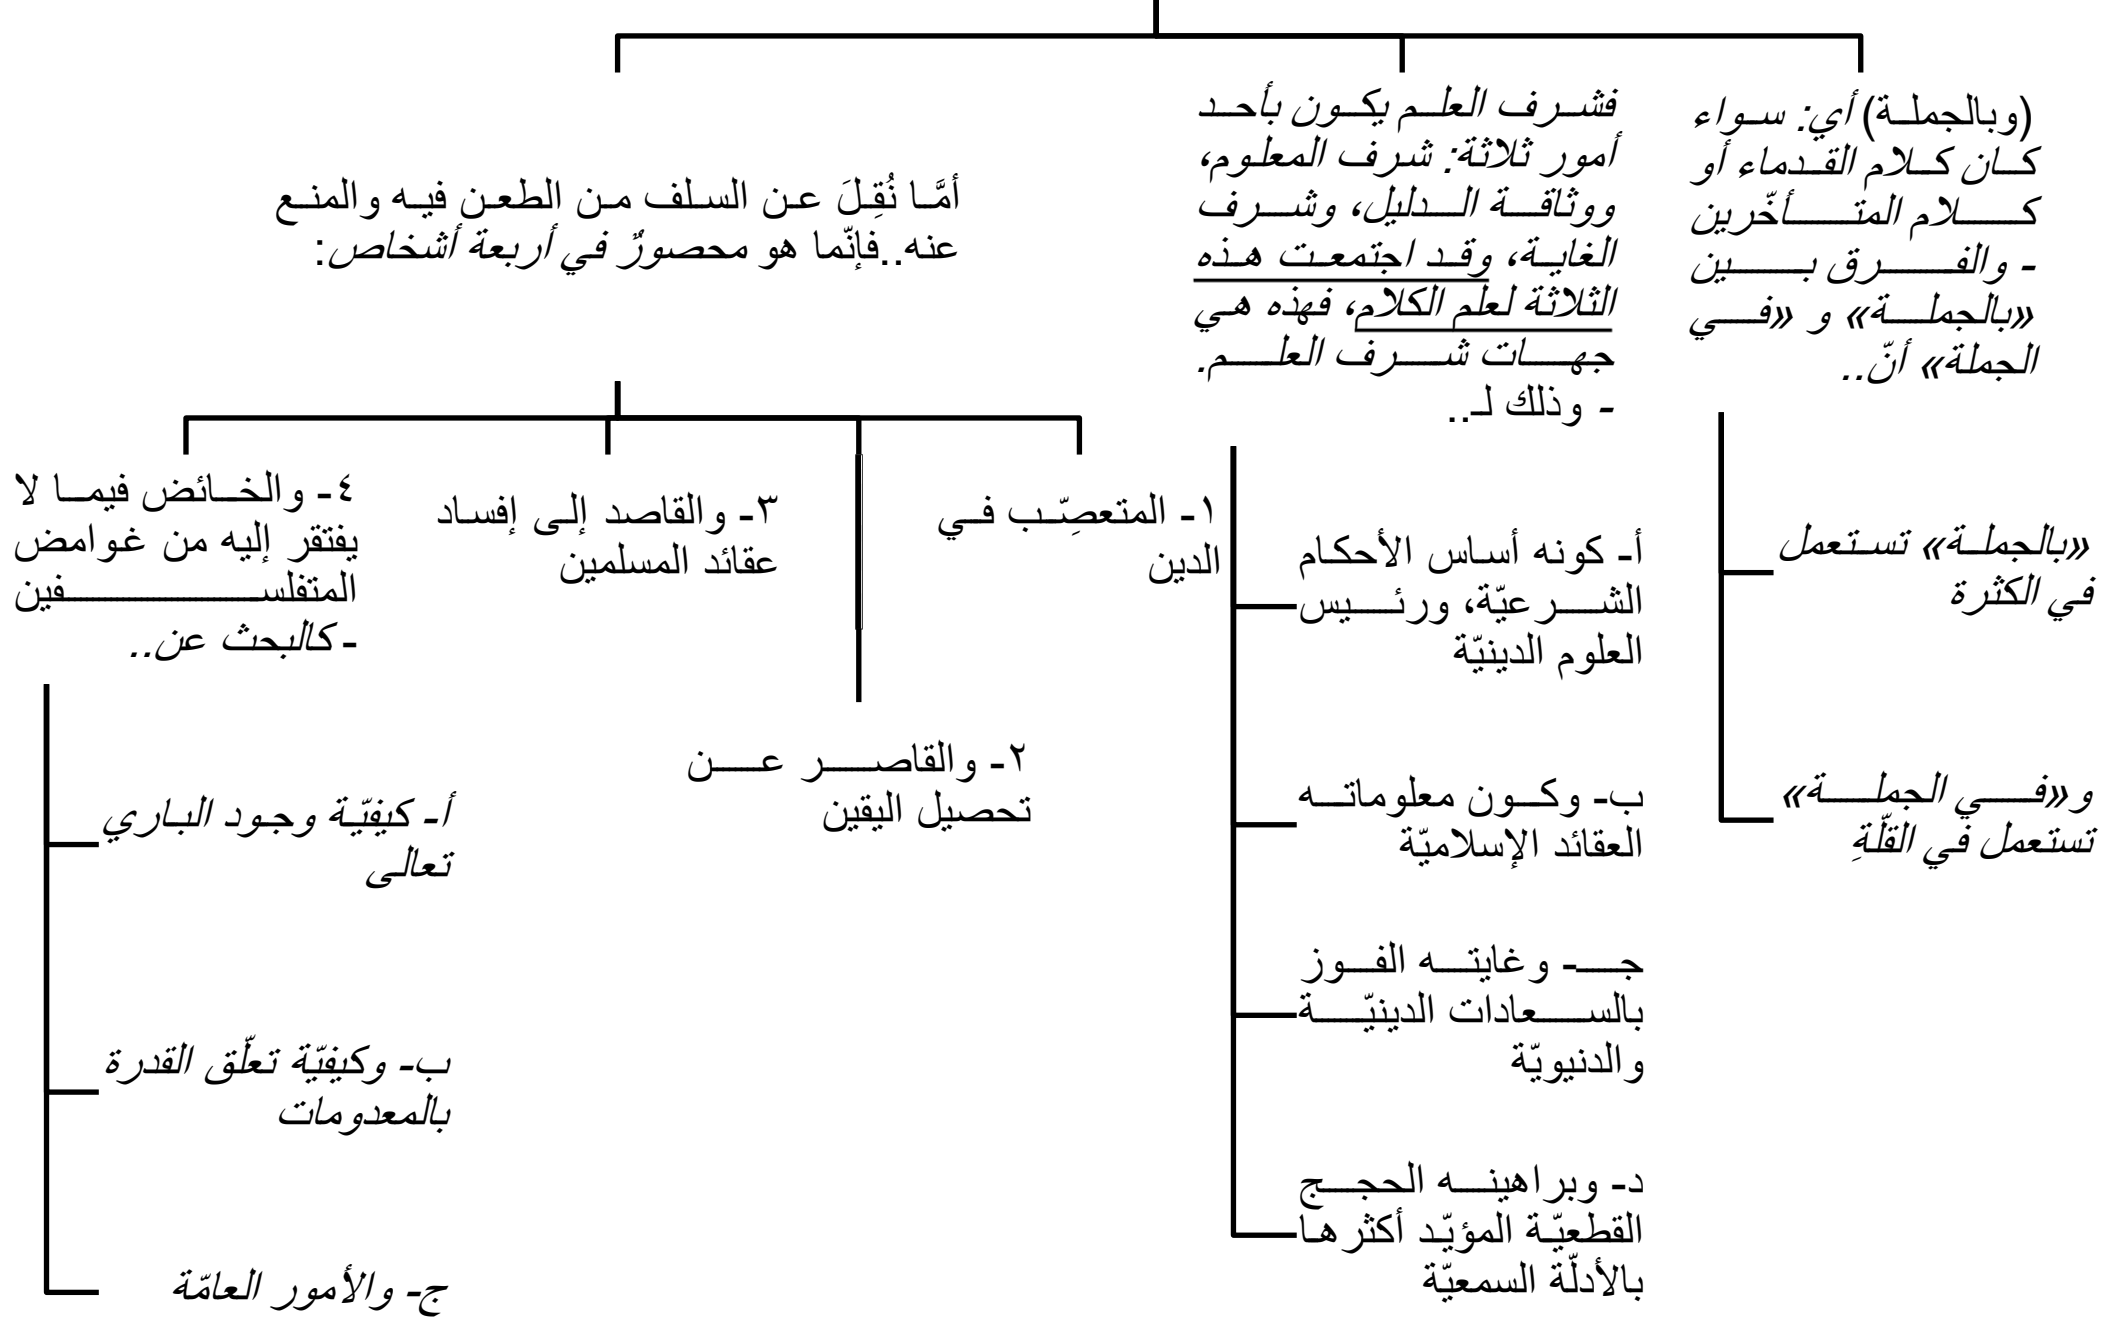 (وبالجملة) أي: سواء
كان كلام القدماء أو
كلام المتأخّرين
- والفرق بين
«بالجملة» و «في
الجملة» أنّ..
«بالجملة» تستعمل
في الكثرة
و«في الجملة»
تستعمل في القلّةِ
فشرف العلم يكون بأحد
أمور ثلاثة: شرف المعلوم،
ووثاقة الدليل، وشرف
الغاية، وقد اجتمعت هذه
الثلاثة لعلم الكلام، فهذه هي
جهات شرف العلم.
- وذلك لـ..
أ- كونه أساس الأحكام
الشرعيّة، ورئيس
العلوم الدينيّة
ب- وكون معلوماته
العقائد الإسلاميّة
جـ- وغايته الفوز
بالسعادات الدينيّة
والدنيويّة
د- وبراهينه الحجج
القطعيّة المؤيّد أكثرها
بالأدلّة السمعيّة
أمَّا نُقِلَ عن السلف من الطعن فيه والمنع
عنه..فإنّما هو محصورٌ في أربعة أشخاص:
١- المتعصِّب في
الدين
٢- والقاصر عن
تحصيل اليقين
٣- والقاصد إلى إفساد
عقائد المسلمين
٤- والخائض فيما لا
يفتقر إليه من غوامض
المتفلسفين
- كالبحث عن..
أ- كيفيّة وجود الباري
تعالى
ب- وكيفيّة تعلّق القدرة
بالمعدومات
ج- والأمور العامّة